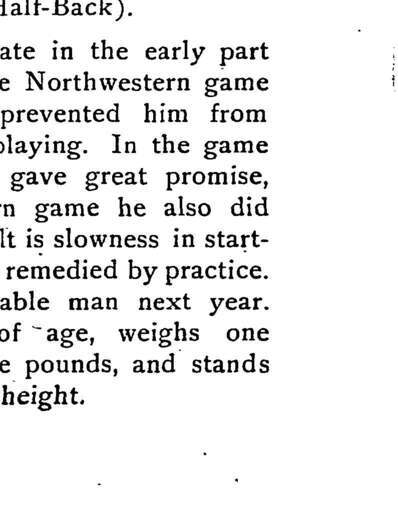 Half-Back).
ate in the early part
e Northwestern game
prevented him from
playing. In the game
gave great promise,
n game he also did
lt is slowness in start-
remedied by practice.
able man next year.
of age, weighs one
e pounds, and stands
height.